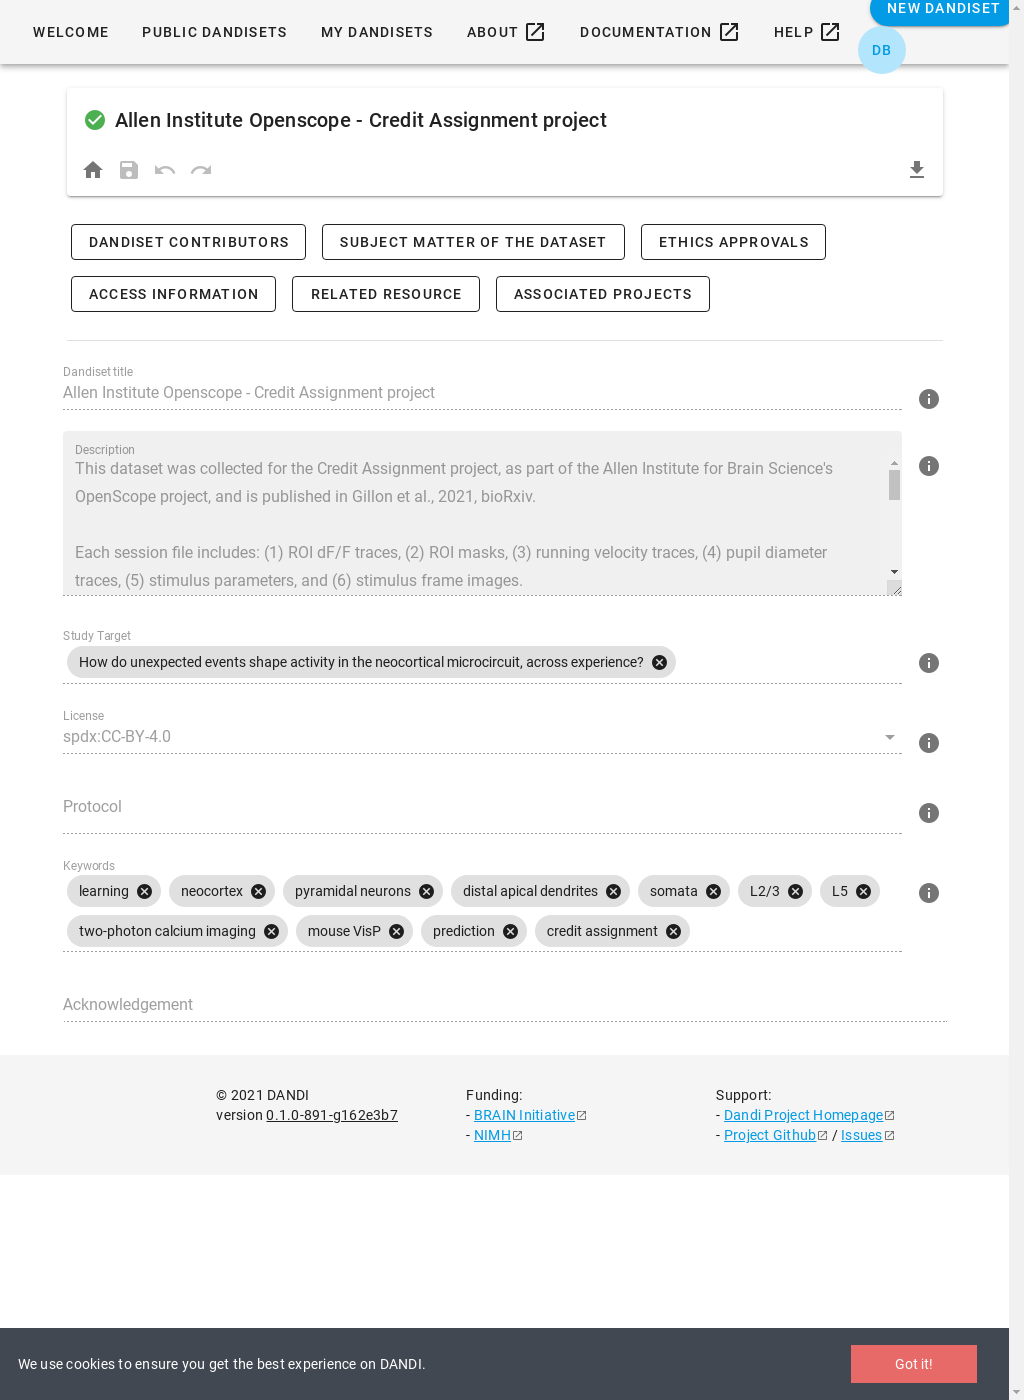 NEW DANDISET
WELCOME PUBLIC DANDISETS MY DANDISETS ABOUT DOCUMENTATION HELP
DB
Allen Institute Openscope - Credit Assignment project
DANDISET CONTRIBUTORS SUBJECT MATTER OF THE DATASET ETHICS APPROVALS
ACCESS INFORMATION RELATED RESOURCE ASSOCIATED PROJECTS
Dandiset title
Allen Institute Openscope - Credit Assignment project
Description
This dataset was collected for the Credit Assignment project, as part of the Allen Institute for Brain Science's
OpenScope project, and is published in Gillon et al., 2021, bioRxiv.
Each session file includes: (1) ROI dF/F traces, (2) ROI masks, (3) running velocity traces, (4) pupil diameter
traces, (5) stimulus parameters, and (6) stimulus frame images.
Study Target
How do unexpected events shape activity in the neocortical microcircuit, across experience?
License
spdx:CC-BY-4.0
Protocol
Keywords
learning neocortex pyramidal neurons distal apical dendrites somata L2/3 L5
two-photon calcium imaging mouse VisP prediction credit assignment
Acknowledgement
© 2021 DANDI Funding: Support:
version 0.1.0-891-g162e3b7 - BRAIN Initiative - Dandi Project Homepage
- NIMH - Project Github / Issues
We use cookies to ensure you get the best experience on DANDI. Got it!